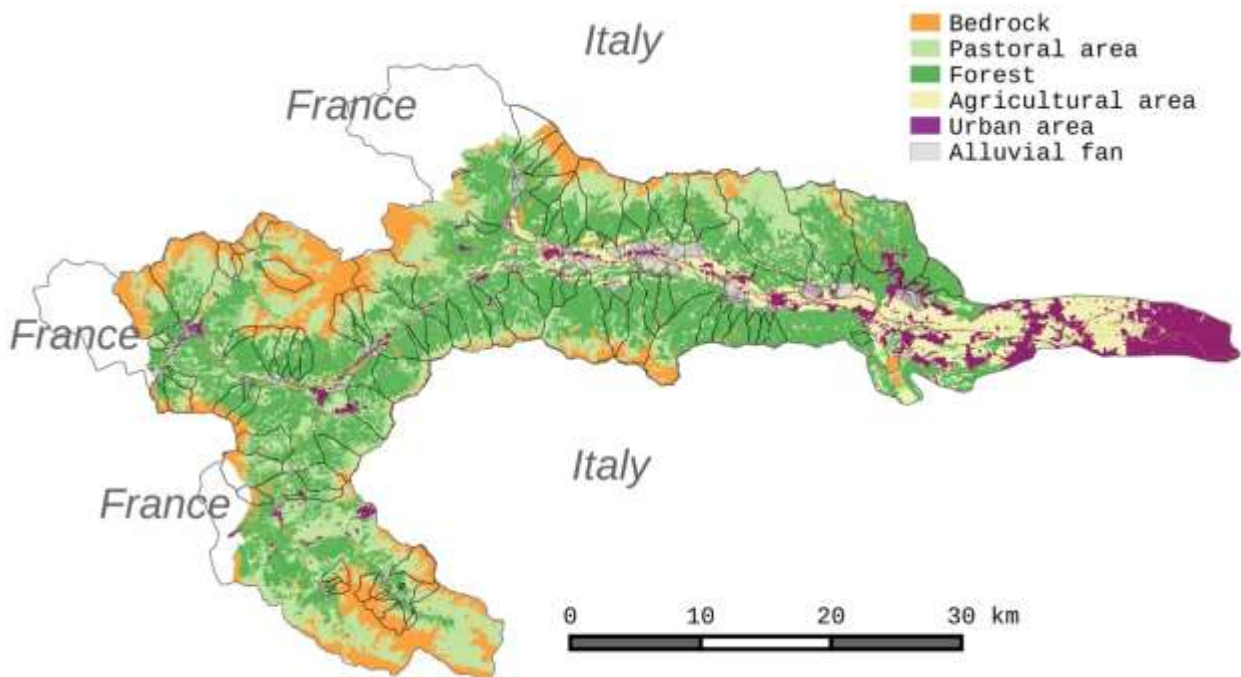 Italy
Bedrock
Pastoral area
Forest
Agricultural area
Urban area
Alluvial fan
France
France
France
Italy
0 10 20 30 km